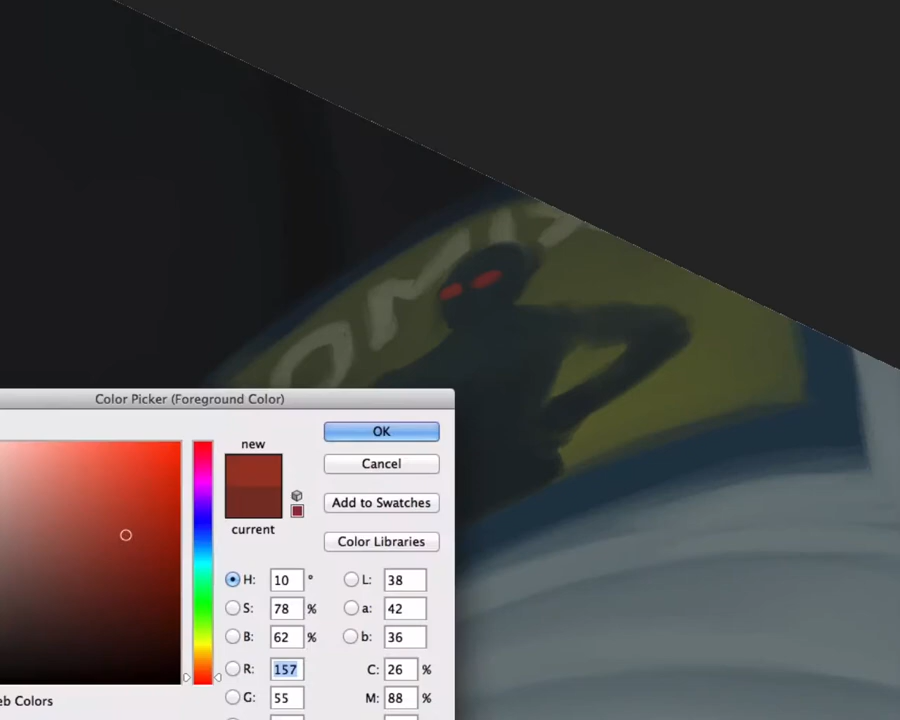 OMI
Color Picker (Foreground Color)
new
OK
Cancel
Add to Swatches
current
Color Libraries
H: 10 ° L: 38
S: 78 % a: 42
B: 62 % b: 36
R: 157 C: 26 %
G: 55 M: 88 %
eb Colors